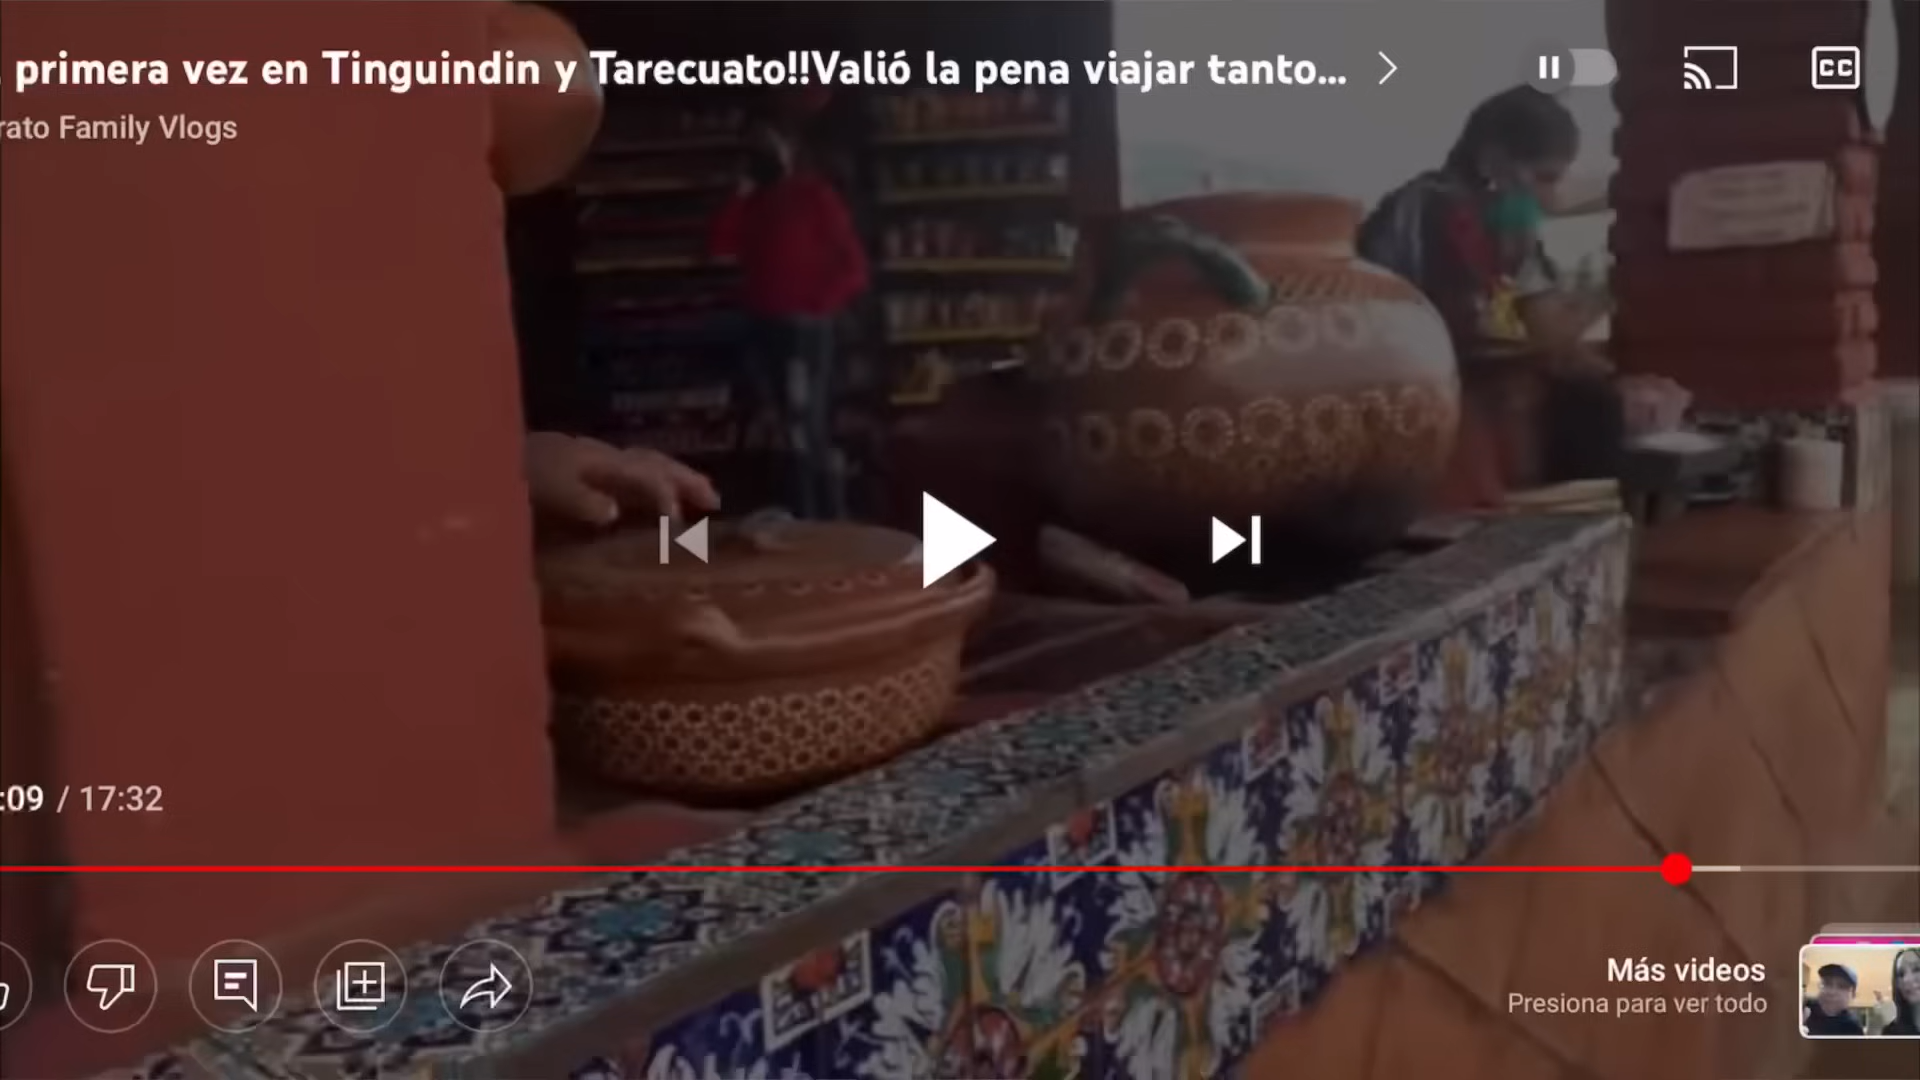 primera vez en Tinguindin y Tarecuato!!Valió la pena viajar tanto...
rato Family Vlogs
CC
:09 / 17:32
Más videos
Presiona para ver todo